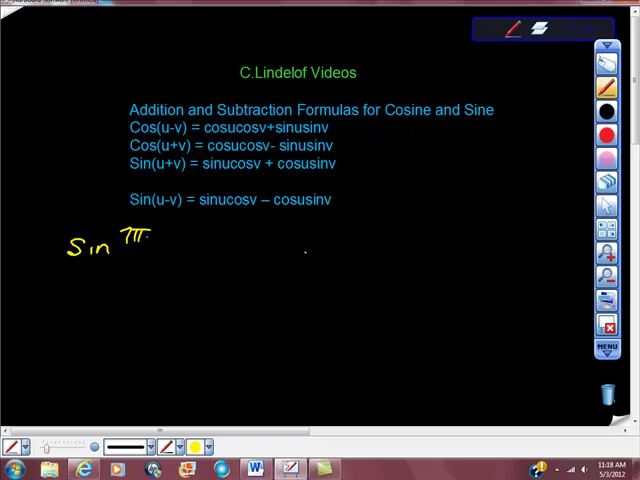 C.Lindelof Videos
Addition and Subtraction Formulas for Cosine and Sine
Cos(u-v) = cosucosv+sinusinv
Cos(u+v) = cosucosv- sinusinv
Sin(u+v) = sinucosv + cosusinv
Sin(u-v) = sinucosv – cosusinv
Sin π
MENU
11:18 AM
5/3/2012